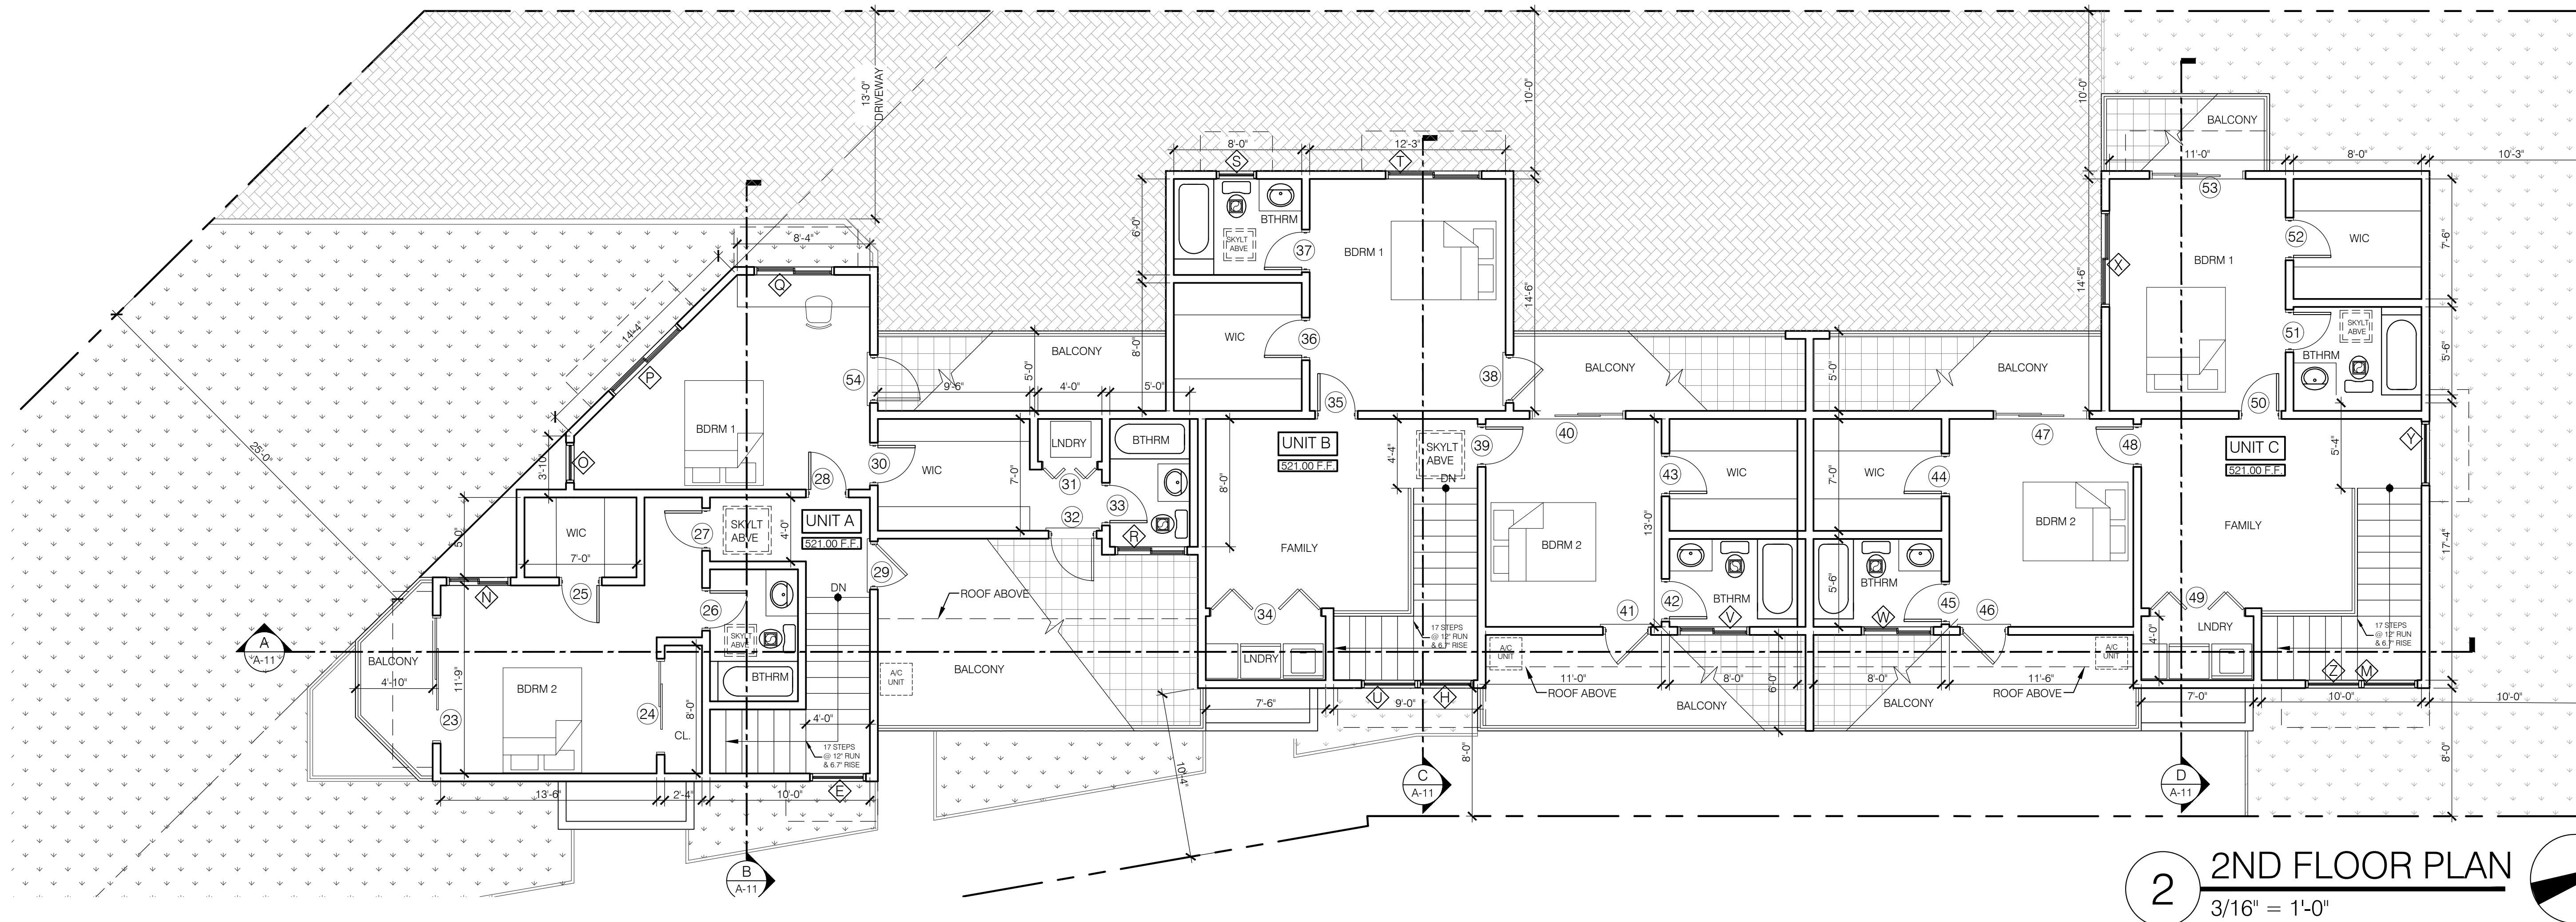 13'-0"
DRIVEWAY
10'-0"
10'-0"
BALCONY
8'-0"
12'-3"
11'-0"
8'-0"
10'-3"
S
T
53
8'-4"
6'-0"
BTHRM
SKYLT
ABVE
37
BDRM 1
14'-6"
14'-6"
X
BDRM 1
52
WIC
7'-6"
Q
14'-4"
P
54
BALCONY
5'-0"
8'-0"
WIC
36
38
BALCONY
5'-0"
BALCONY
51
SKYLT
ABVE
BTHRM
5'-6"
9'-6"
4'-0"
5'-0"
35
50
BDRM 1
O
3'-10"
28
30
WIC
7'-0"
LNDRY
31
BTHRM
33
32
R
8'-0"
UNIT B
521.00 F.F.
4'-4"
SKYLT
ABVE
DN
39
40
43
WIC
7'-0"
WIC
44
47
48
UNIT C
521.00 F.F.
5'-4"
Y
25'-0"
5'-0"
WIC
7'-0"
25
27
SKYLT
ABVE
4'-0"
UNIT A
521.00 F.F.
29
FAMILY
13'-0"
BDRM 2
BDRM 2
FAMILY
17'-4"
N
26
DN
ROOF ABOVE
34
41
42
BTHRM
V
5'-6"
BTHRM
W
45
46
49
LNDRY
4'-0"
A
A-11
BALCONY
4'-10"
11'-9"
BDRM 2
23
24
8'-0"
CL.
SKYLT
ABVE
BTHRM
4'-0"
17 STEPS
@ 12" RUN
& 6.7" RISE
A/C
UNIT
BALCONY
LNDRY
17 STEPS
@ 12" RUN
& 6.7" RISE
U
H
A/C
UNIT
11'-0"
ROOF ABOVE
8'-0"
6'-0"
BALCONY
8'-0"
BALCONY
11'-6"
ROOF ABOVE
A/C
UNIT
17 STEPS
@ 12" RUN
& 6.7" RISE
Z
M
7'-6"
9'-0"
7'-0"
10'-0"
10'-0"
13'-6"
2'-4"
10'-0"
E
10'-4"
8'-0"
8'-0"
C
A-11
D
A-11
B
A-11
2
2ND FLOOR PLAN
3/16" = 1'-0"